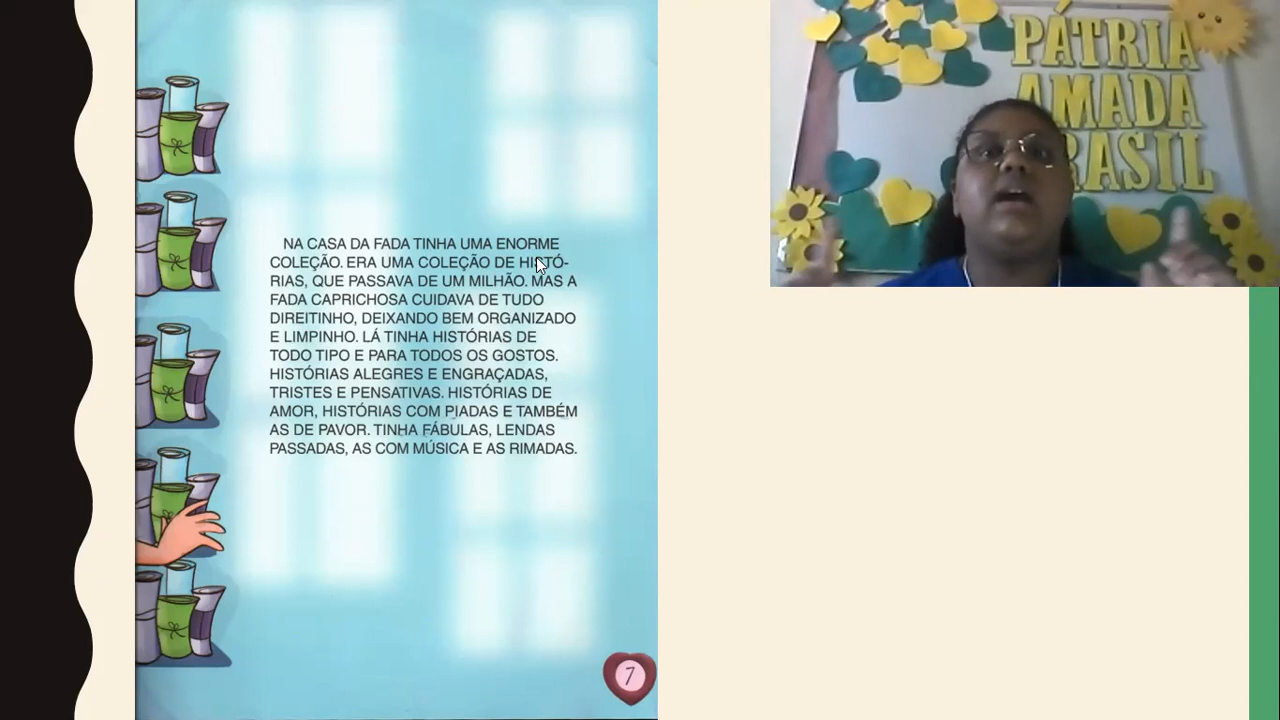 NA CASA DA FADA TINHA UMA ENORME
COLEÇÃO. ERA UMA COLEÇÃO DE HISTÓ-
RIAS, QUE PASSAVA DE UM MILHÃO. MAS A
FADA CAPRICHOSA CUIDAVA DE TUDO
DIREITINHO, DEIXANDO BEM ORGANIZADO
E LIMPINHO. LÁ TINHA HISTÓRIAS DE
TODO TIPO E PARA TODOS OS GOSTOS.
HISTÓRIAS ALEGRES E ENGRAÇADAS,
TRISTES E PENSATIVAS. HISTÓRIAS DE
AMOR, HISTÓRIAS COM PIADAS E TAMBÉM
AS DE PAVOR. TINHA FÁBULAS, LENDAS
PASSADAS, AS COM MÚSICA E AS RIMADAS.
7
PÁTRIA
AMADA
BRASIL